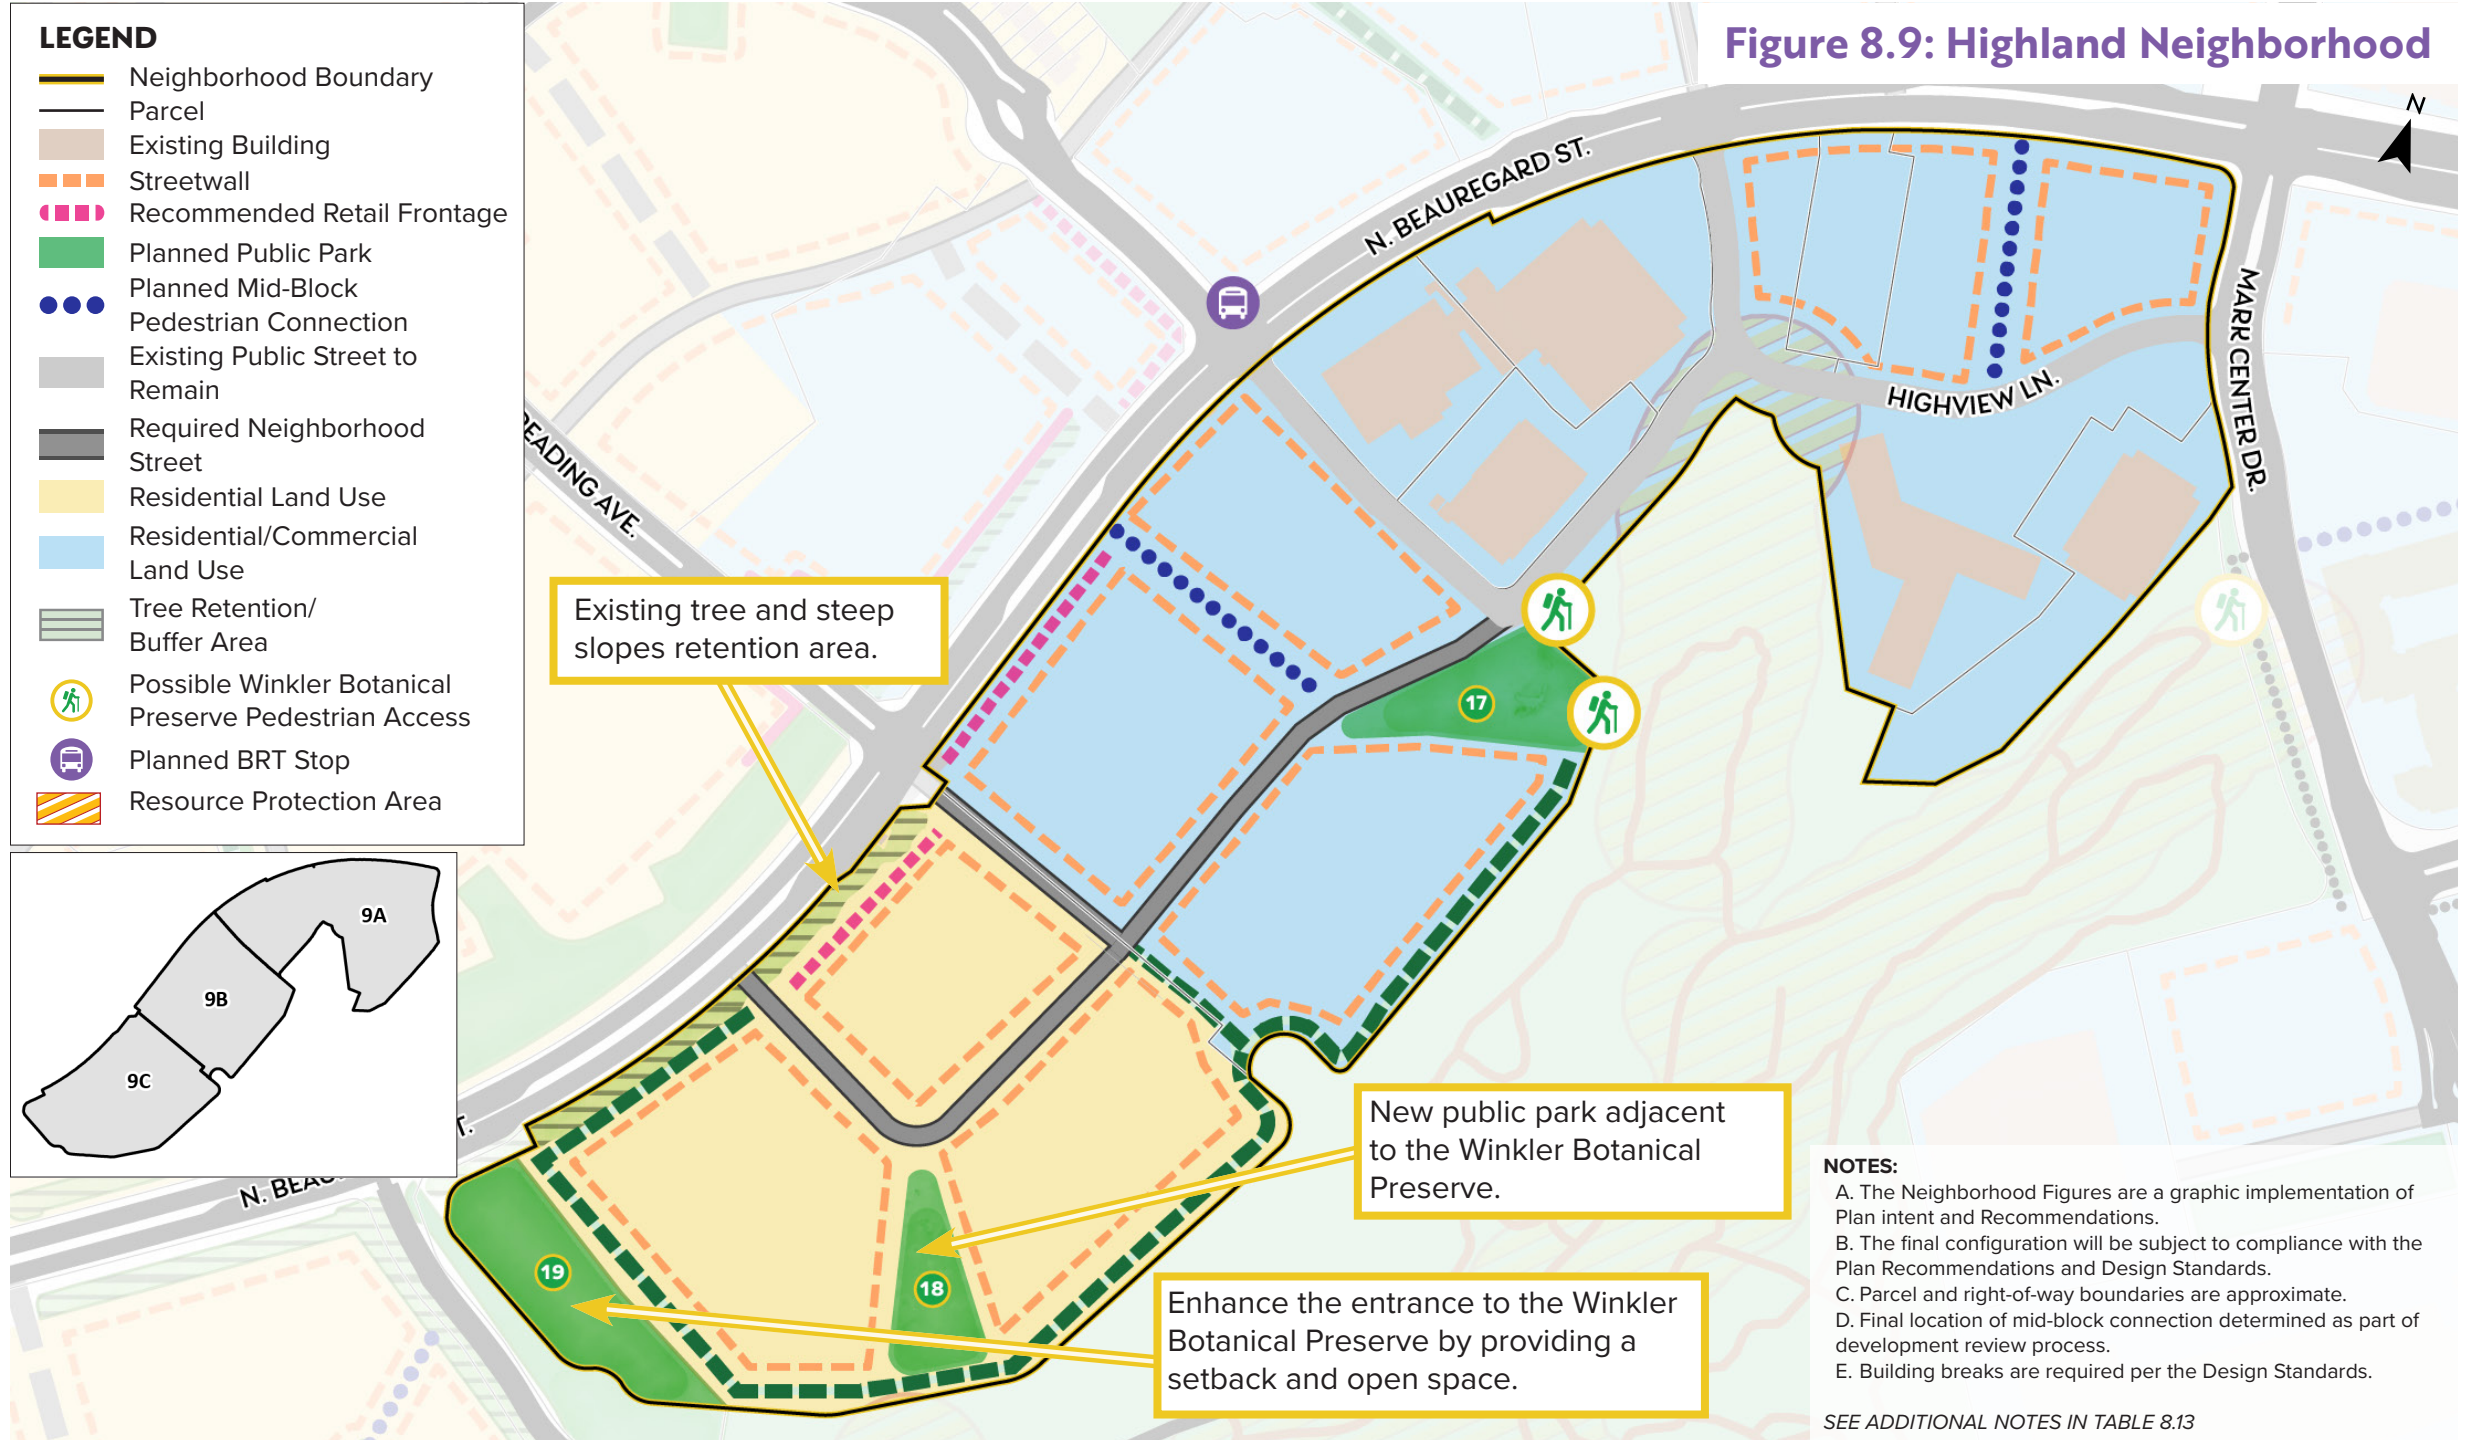 Figure 8.9: Highland Neighborhood
LEGEND
Neighborhood Boundary
Parcel
Existing Building
Streetwall
Recommended Retail Frontage
Planned Public Park
Planned Mid-Block
Pedestrian Connection
Existing Public Street to
Remain
Required Neighborhood
Street
Residential Land Use
Residential/Commercial
Land Use
Tree Retention/
Buffer Area
Possible Winkler Botanical
Preserve Pedestrian Access
Planned BRT Stop
Resource Protection Area
N
N. BEAUREGARD ST.
MARK CENTER DR.
HIGHVIEW LN.
READING AVE.
Existing tree and steep
slopes retention area.
17
9A
9B
9C
T.
N. BEAU
New public park adjacent
to the Winkler Botanical
Preserve.
19
18
Enhance the entrance to the Winkler
Botanical Preserve by providing a
setback and open space.
NOTES:
A. The Neighborhood Figures are a graphic implementation of
Plan intent and Recommendations.
B. The final configuration will be subject to compliance with the
Plan Recommendations and Design Standards.
C. Parcel and right-of-way boundaries are approximate.
D. Final location of mid-block connection determined as part of
development review process.
E. Building breaks are required per the Design Standards.
SEE ADDITIONAL NOTES IN TABLE 8.13